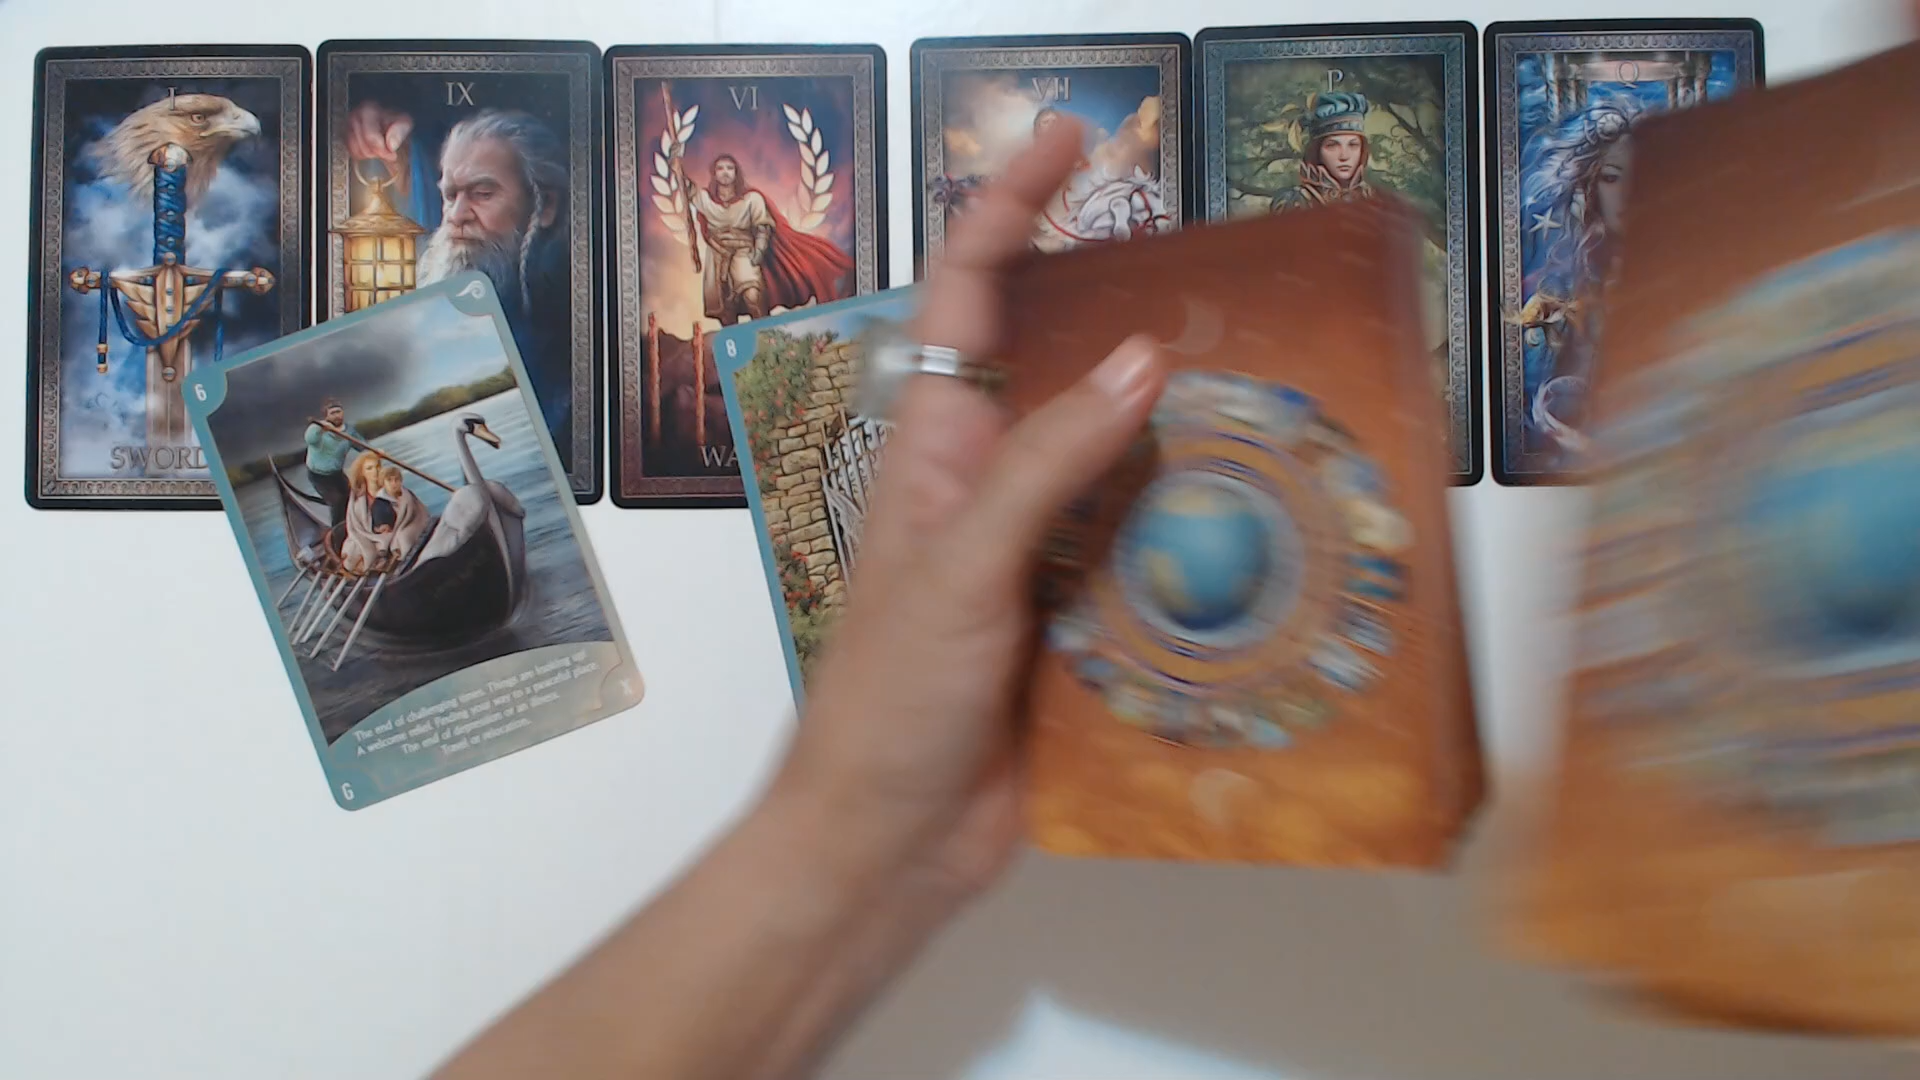 I
IX
VI
VII
P
Q
SWORD
WA
6
8
The end of challenging times. Things are looking up!
A welcome relief. Finding your way to a peaceful place.
The end of depression or an illness.
Travel or relocation.
G